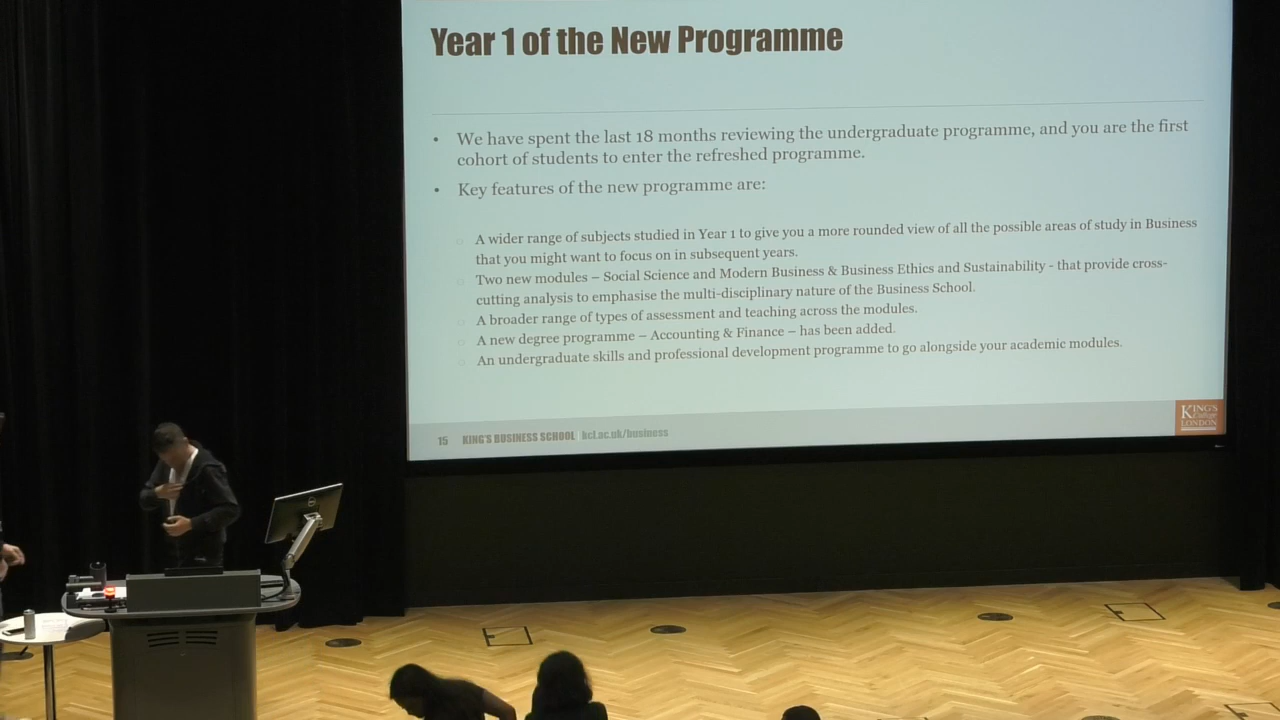 Year 1 of the New Programme
• We have spent the last 18 months reviewing the undergraduate programme, and you are the first
cohort of students to enter the refreshed programme.
• Key features of the new programme are:
○ A wider range of subjects studied in Year 1 to give you a more rounded view of all the possible areas of study in Business
that you might want to focus on in subsequent years.
○ Two new modules – Social Science and Modern Business & Business Ethics and Sustainability - that provide cross-
cutting analysis to emphasise the multi-disciplinary nature of the Business School.
○ A broader range of types of assessment and teaching across the modules.
○ A new degree programme – Accounting & Finance – has been added.
○ An undergraduate skills and professional development programme to go alongside your academic modules.
15 KING'S BUSINESS SCHOOL | kcl.ac.uk/business
KING'S
College
LONDON